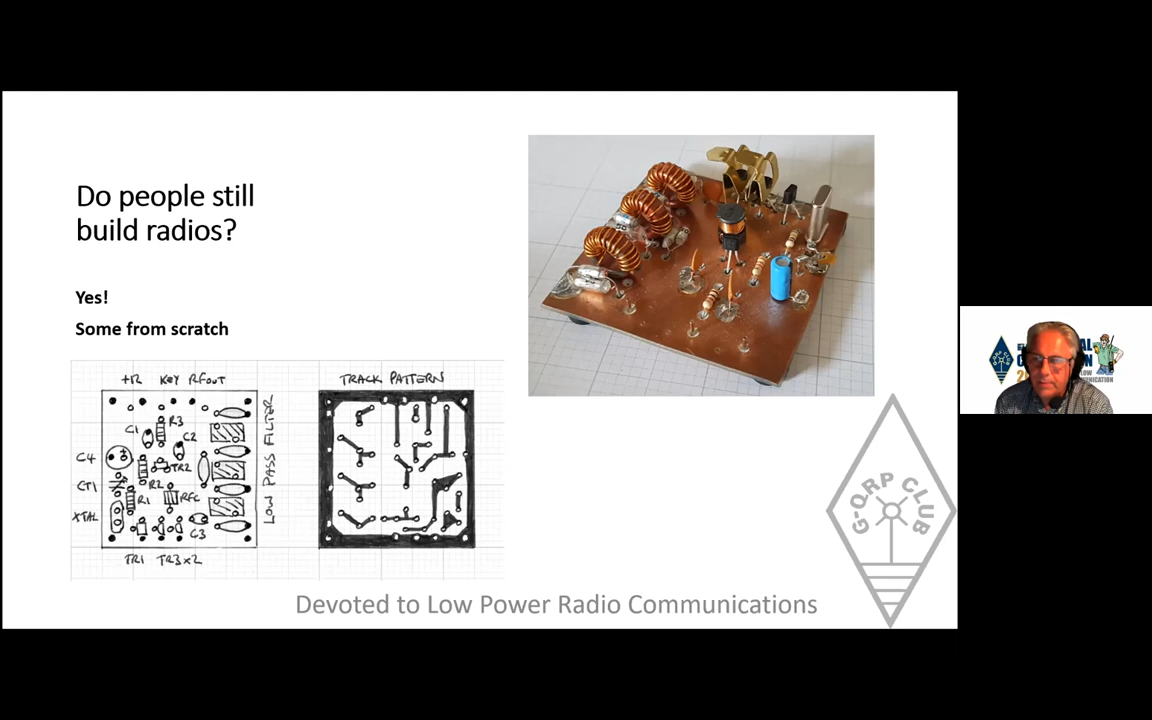 Do people still
build radios?
Yes!
Some from scratch
+R KEY RFOUT
C1
R3
C2
C4
TR2
CT1
R2
R1
RFC
XTAL
C3
TR1 TR3x2
LOW PASS FILTER
TRACK PATTERN
G·QRP CLUB
Devoted to Low Power Radio Communications